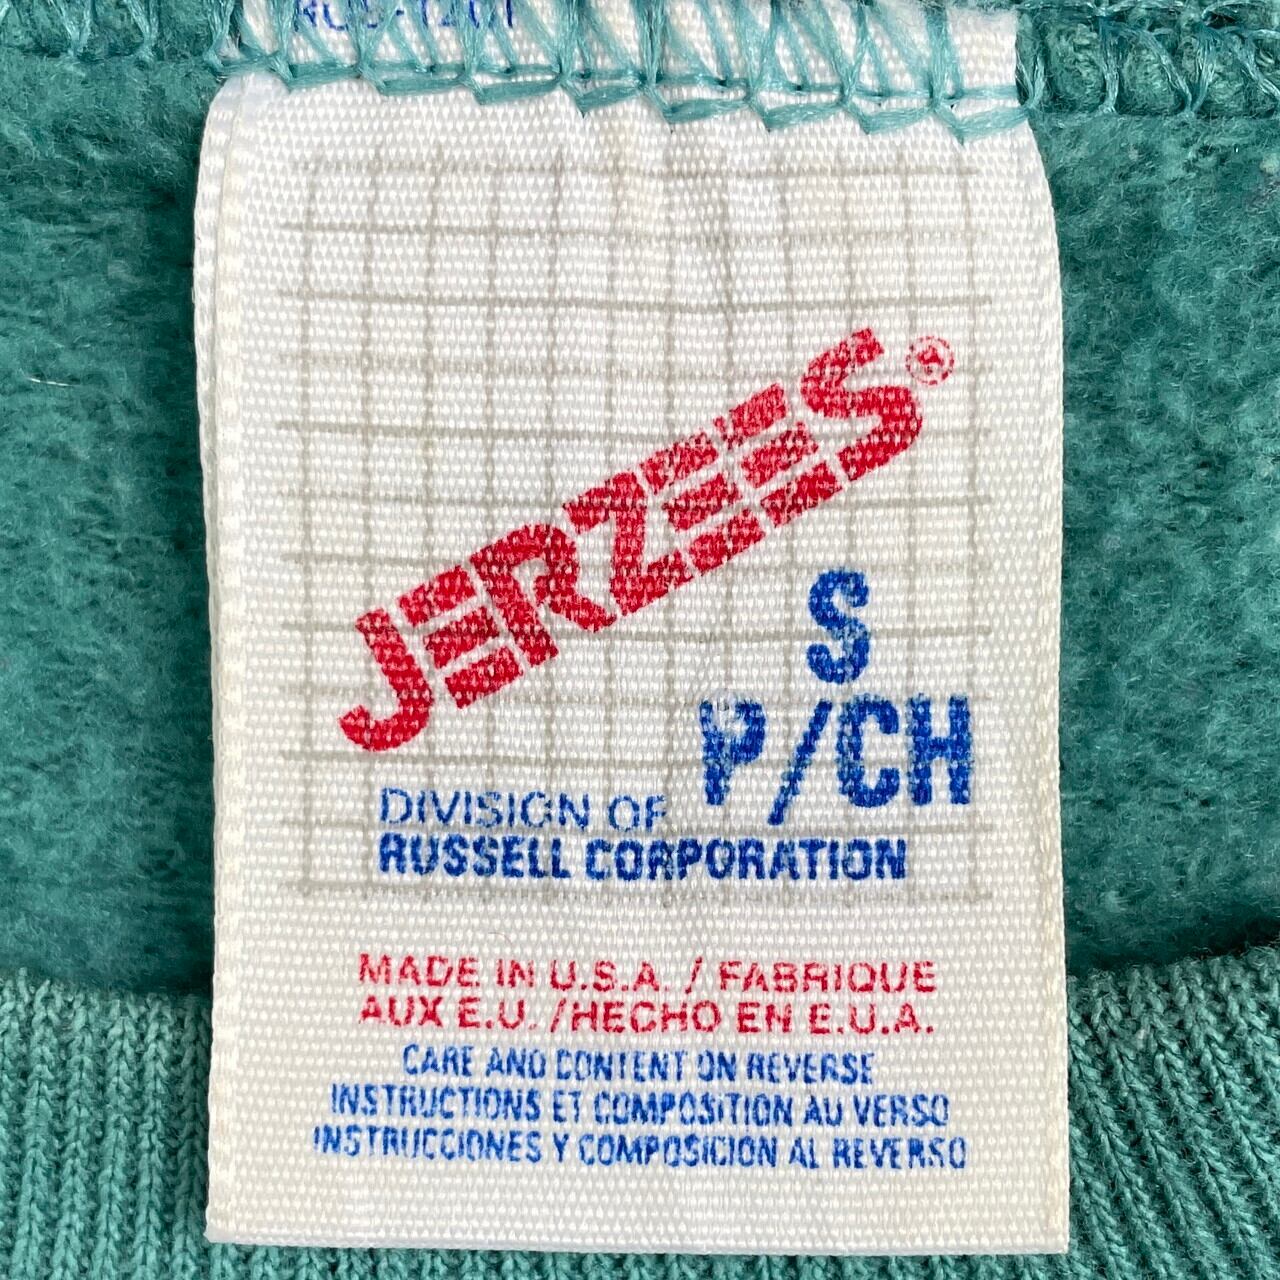 JERZEES®
S
P/CH
DIVISION OF
RUSSELL CORPORATION
MADE IN U.S.A. / FABRIQUE
AUX E.U. /HECHO EN E.U.A.
CARE AND CONTENT ON REVERSE
INSTRUCTIONS ET COMPOSITION AU VERSO
INSTRUCCIONES Y COMPOSICION AL REVERSO